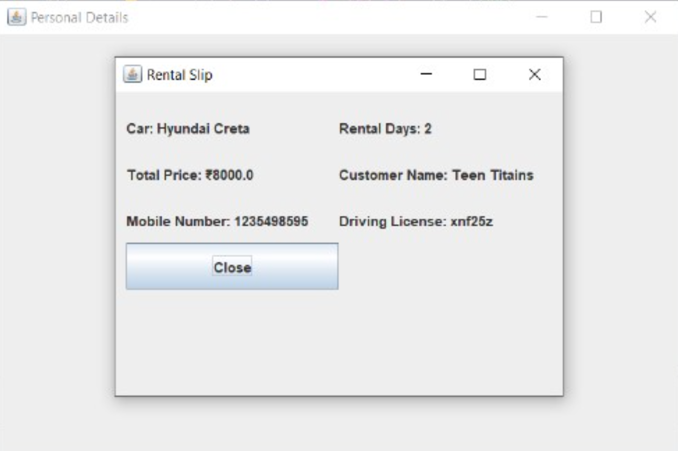 Personal Details
Rental Slip
Car: Hyundai Creta
Rental Days: 2
Total Price: ₹8000.0
Customer Name: Teen Titains
Mobile Number: 1235498595
Driving License: xnf25z
Close